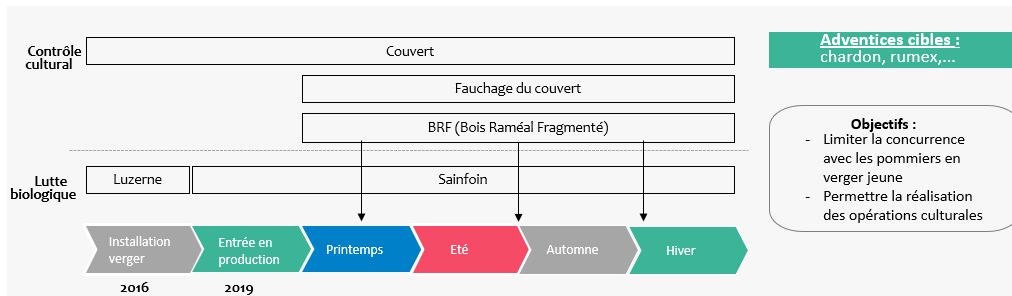 Contrôle
cultural
Couvert
Fauchage du couvert
BRF (Bois Raméal Fragmenté)
Lutte
biologique
Luzerne
Sainfoin
Installation
verger
Entrée en
production
Printemps
Eté
Automne
Hiver
2016
2019
Adventices cibles :
chardon, rumex,...
Objectifs :
- Limiter la concurrence
avec les pommiers en
verger jeune
- Permettre la réalisation
des opérations culturales